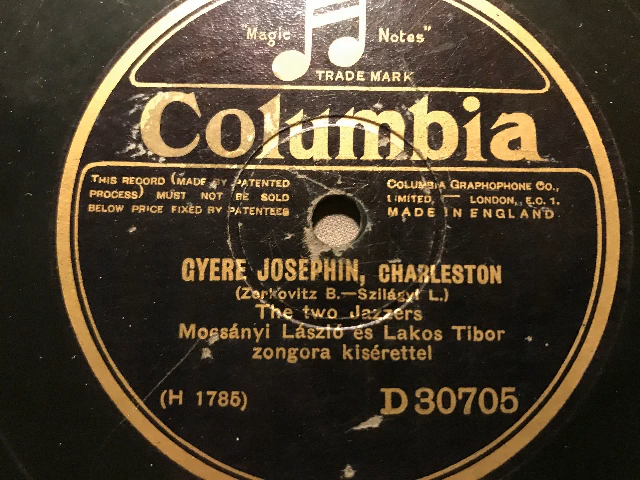 "Magic Notes"
TRADE MARK
Columbia
THIS RECORD (MADE BY PATENTED
PROCESS) MUST NOT BE SOLD
BELOW PRICE FIXED BY PATENTEES
COLUMBIA GRAPHOPHONE CO.,
LIMITED, — LONDON, E.C. 1.
MADE IN ENGLAND
GYERE JOSEPHIN, CHARLESTON
(Zerkovitz B.—Szilágyi L.)
The two Jazzers
Mocsányi László és Lakos Tibor
zongora kisérettel
(H 1785)
D 30705